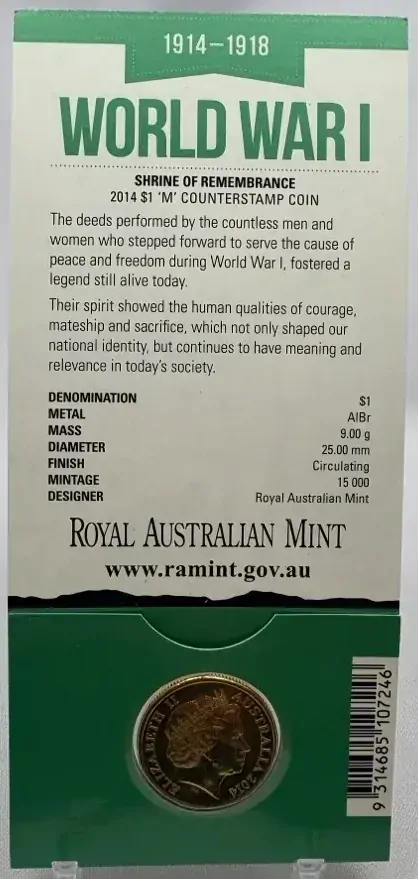 1914–1918
WORLD WAR I
SHRINE OF REMEMBRANCE
2014 $1 'M' COUNTERSTAMP COIN
The deeds performed by the countless men and
women who stepped forward to serve the cause of
peace and freedom during World War I, fostered a
legend still alive today.
Their spirit showed the human qualities of courage,
mateship and sacrifice, which not only shaped our
national identity, but continues to have meaning and
relevance in today's society.
DENOMINATION $1
METAL AlBr
MASS 9.00 g
DIAMETER 25.00 mm
FINISH Circulating
MINTAGE 15 000
DESIGNER Royal Australian Mint
ROYAL AUSTRALIAN MINT
www.ramint.gov.au
ELIZABETH II AUSTRALIA 2014
9 314685 107246